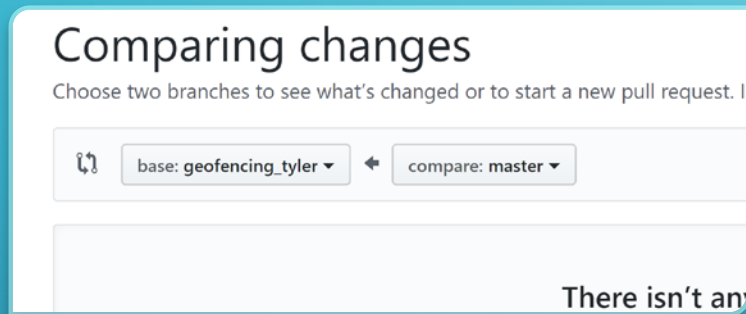 Comparing changes
Choose two branches to see what's changed or to start a new pull request.
base: geofencing_tyler compare: master
There isn't